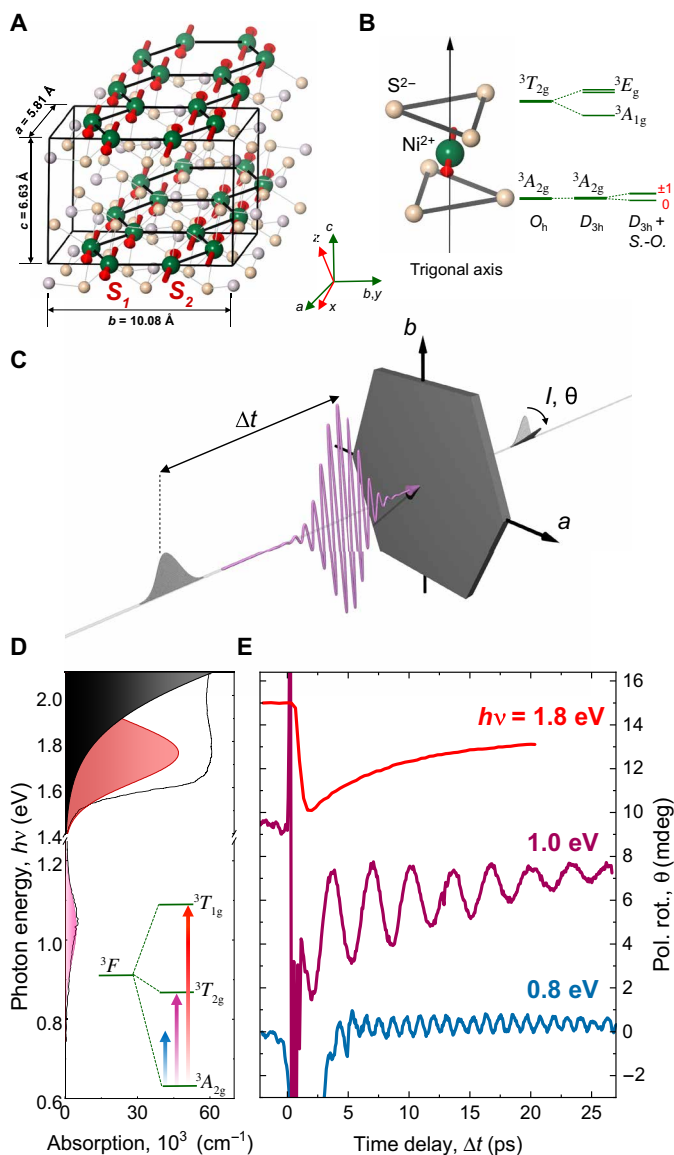 A
a = 5.81 Å
c = 6.63 Å
S1
S2
b = 10.08 Å
c
z
b,y
a
x
B
S2−
Ni2+
Trigonal axis
3T2g
3Eg
3A1g
3A2g
3A2g
±1
0
Oh
D3h
D3h +
S.-O.
C
Δt
b
I, θ
a
D
2.0
1.8
1.6
1.4
1.2
1.0
0.8
0.6
Photon energy, hν (eV)
3F
3T1g
3T2g
3A2g
0
30
60
Absorption, 10³ (cm−1)
E
hν = 1.8 eV
1.0 eV
0.8 eV
16
14
12
10
8
6
4
2
0
−2
Pol. rot., θ (mdeg)
0
5
10
15
20
25
Time delay, Δt (ps)